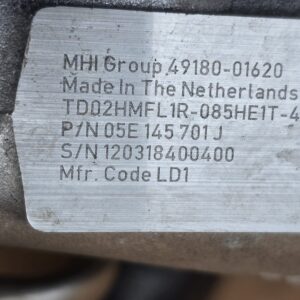 MHI Group 49180-01620
Made In The Netherlands
TD02HMFL1R-085HE1T-4
P/N 05E 145 701 J
S/N 120318400400
Mfr. Code LD1